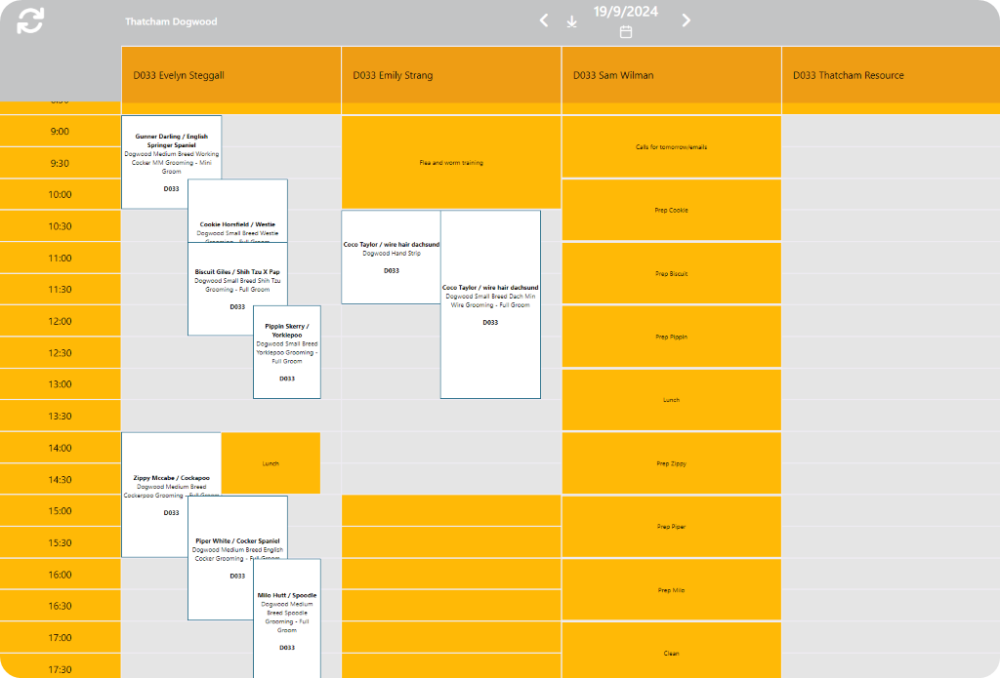 Thatcham Dogwood
19/9/2024
D033 Evelyn Steggall
D033 Emily Strang
D033 Sam Wilman
D033 Thatcham Resource
9:00
9:30
10:00
10:30
11:00
11:30
12:00
12:30
13:00
13:30
14:00
14:30
15:00
15:30
16:00
16:30
17:00
17:30
Gunner Darling / English
Springer Spaniel
Dogwood Medium Breed Working
Cocker MM Grooming - Mini
Groom
D033
Cookie Horsfield / Westie
Dogwood Small Breed Westie
Grooming - Full Groom
Biscuit Giles / Shih Tzu X Pap
Dogwood Small Breed Shih Tzu
Grooming - Full Groom
D033
Pippin Skerry /
Yorkiepoo
Dogwood Small Breed
Yorkiepoo Grooming -
Full Groom
D033
Zippy Mccabe / Cockapoo
Dogwood Medium Breed
Cockerpoo Grooming - Full Groom
D033
Lunch
Piper White / Cocker Spaniel
Dogwood Medium Breed English
Cocker Grooming - Full Groom
D033
Milo Hutt / Spoodle
Dogwood Medium
Breed Spoodle
Grooming - Full
Groom
D033
Flea and worm training
Coco Taylor / wire hair dachsund
Dogwood Hand Strip
D033
Coco Taylor / wire hair dachsund
Dogwood Small Breed Dach Min
Wire Grooming - Full Groom
D033
Calls for tomorrow/emails
Prep Cookie
Prep Biscuit
Prep Pippin
Lunch
Prep Zippy
Prep Piper
Prep Milo
Clean